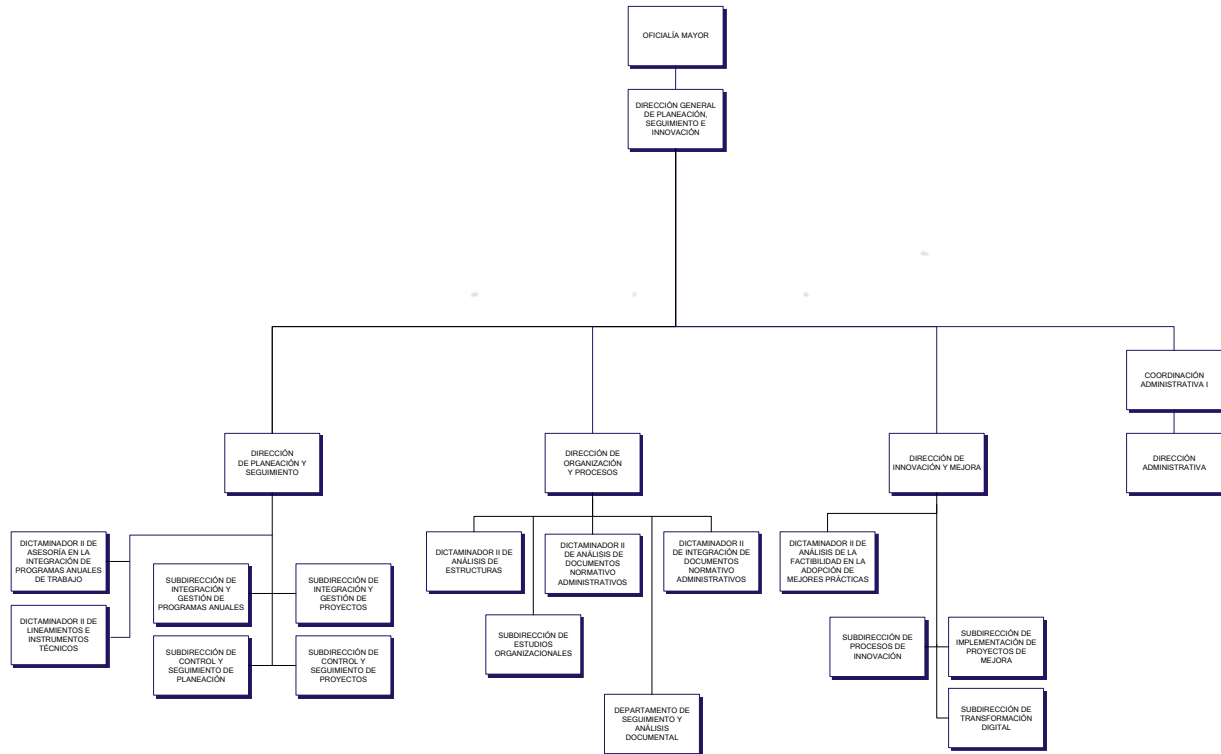 OFICIALÍA MAYOR
DIRECCIÓN GENERAL
DE PLANEACIÓN,
SEGUIMIENTO E
INNOVACIÓN
COORDINACIÓN
ADMINISTRATIVA I
DIRECCIÓN
DE PLANEACIÓN Y
SEGUIMIENTO
DIRECCIÓN DE
ORGANIZACIÓN
Y PROCESOS
DIRECCIÓN DE
INNOVACIÓN Y MEJORA
DIRECCIÓN
ADMINISTRATIVA
DICTAMINADOR II DE
ASESORÍA EN LA
INTEGRACIÓN DE
PROGRAMAS ANUALES
DE TRABAJO
SUBDIRECCIÓN DE
INTEGRACIÓN Y
GESTIÓN DE
PROGRAMAS ANUALES
SUBDIRECCIÓN DE
INTEGRACIÓN Y
GESTIÓN DE
PROYECTOS
DICTAMINADOR II DE
LINEAMIENTOS E
INSTRUMENTOS
TÉCNICOS
SUBDIRECCIÓN DE
CONTROL Y
SEGUIMIENTO DE
PLANEACIÓN
SUBDIRECCIÓN DE
CONTROL Y
SEGUIMIENTO DE
PROYECTOS
DICTAMINADOR II DE
ANÁLISIS DE
ESTRUCTURAS
DICTAMINADOR II
DE ANÁLISIS DE
DOCUMENTOS
NORMATIVO
ADMINISTRATIVOS
DICTAMINADOR II
DE INTEGRACIÓN DE
DOCUMENTOS
NORMATIVO
ADMINISTRATIVOS
SUBDIRECCIÓN DE
ESTUDIOS
ORGANIZACIONALES
DEPARTAMENTO DE
SEGUIMIENTO Y
ANÁLISIS
DOCUMENTAL
DICTAMINADOR II DE
ANÁLISIS DE LA
FACTIBILIDAD EN LA
ADOPCIÓN DE
MEJORES PRÁCTICAS
SUBDIRECCIÓN DE
PROCESOS DE
INNOVACIÓN
SUBDIRECCIÓN DE
IMPLEMENTACIÓN DE
PROYECTOS DE
MEJORA
SUBDIRECCIÓN DE
TRANSFORMACIÓN
DIGITAL